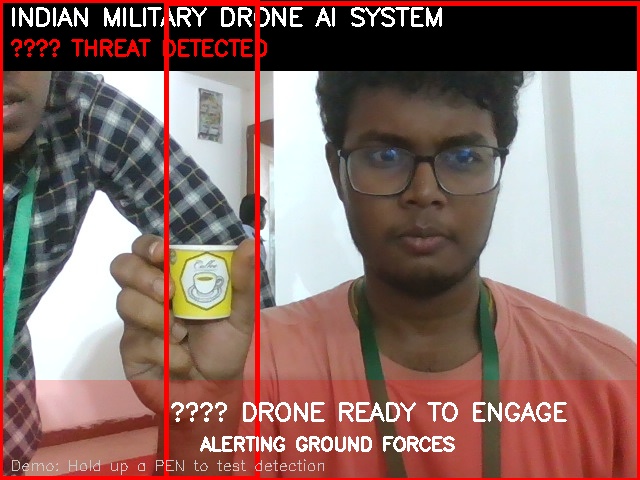 INDIAN MILITARY DRONE AI SYSTEM
???? THREAT DETECTED
Coffee
???? DRONE READY TO ENGAGE
ALERTING GROUND FORCES
Demo: Hold up a PEN to test detection